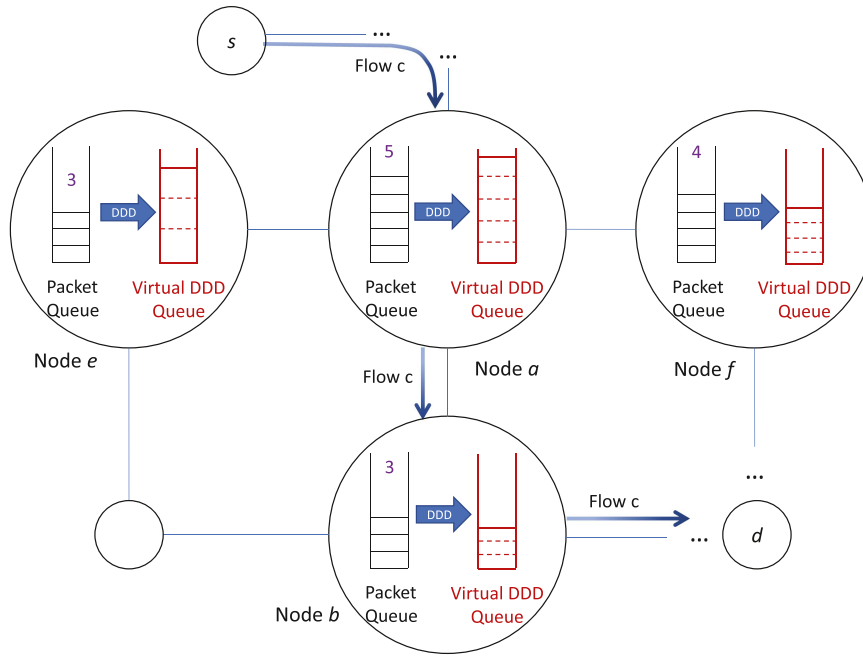 s
...
...
Flow c
3
DDD
Packet
Queue
Virtual DDD
Queue
Node e
5
DDD
Packet
Queue
Virtual DDD
Queue
Node a
4
DDD
Packet
Queue
Virtual DDD
Queue
Node f
Flow c
3
DDD
Packet
Queue
Virtual DDD
Queue
Node b
Flow c
...
...
d